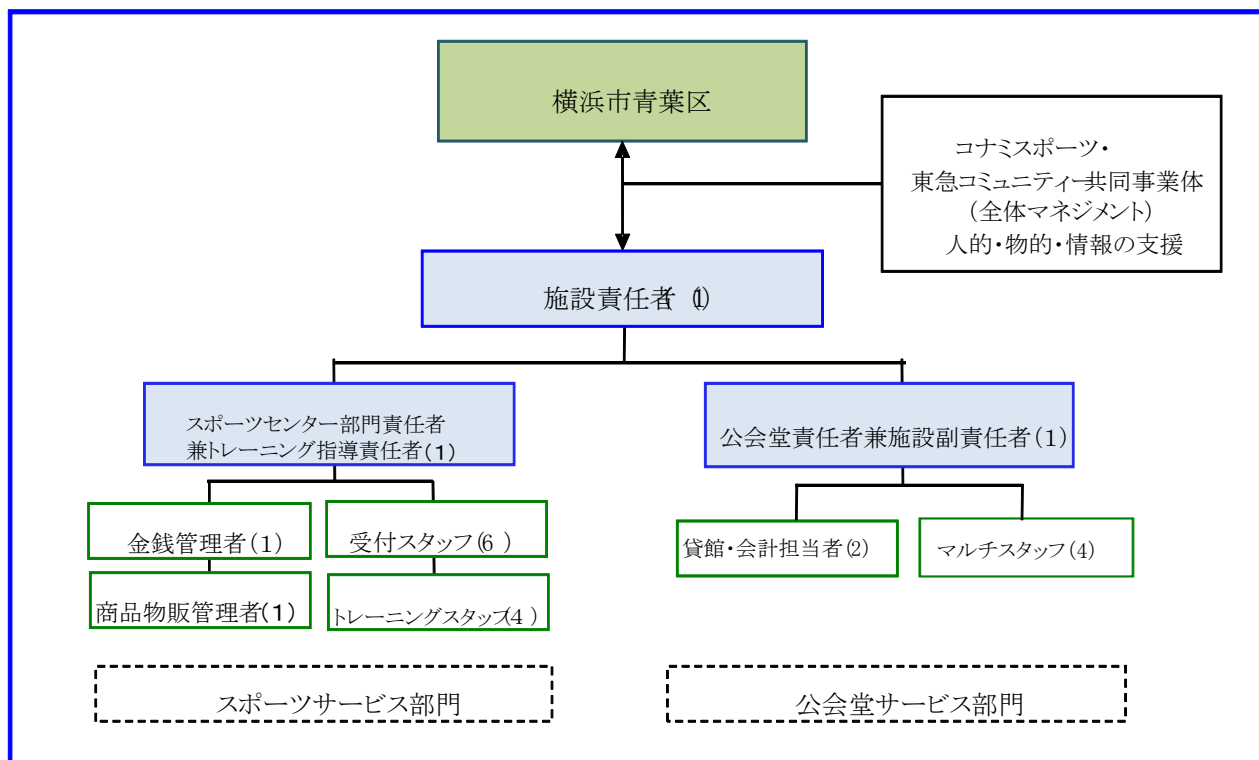 横浜市青葉区
コナミスポーツ・
東急コミュニティー共同事業体
(全体マネジメント)
人的・物的・情報の支援
施設責任者(1)
スポーツセンター部門責任者
兼トレーニング指導責任者(1)
公会堂責任者兼施設副責任者(1)
金銭管理者(1)
受付スタッフ(6)
貸館・会計担当者(2)
マルチスタッフ(4)
商品物販管理者(1)
トレーニングスタッフ(4)
スポーツサービス部門
公会堂サービス部門